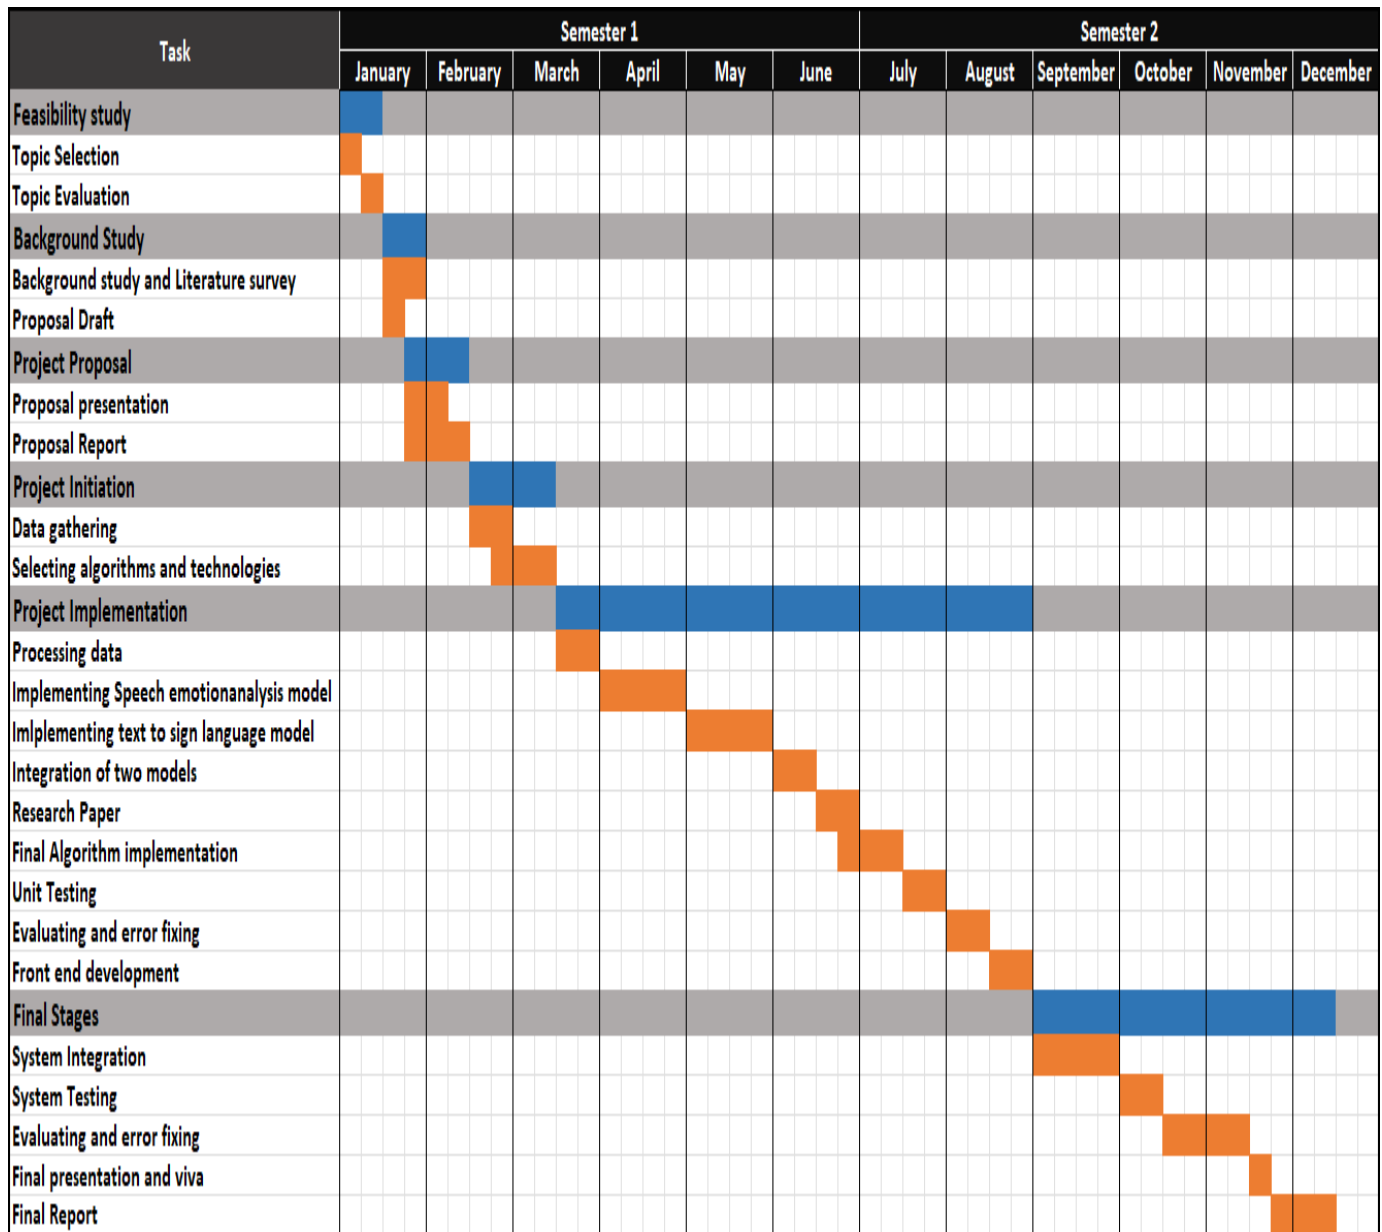 Task
Semester 1
Semester 2
January February March April May June July August September October November December
Feasibility study
Topic Selection
Topic Evaluation
Background Study
Background study and Literature survey
Proposal Draft
Project Proposal
Proposal presentation
Proposal Report
Project Initiation
Data gathering
Selecting algorithms and technologies
Project Implementation
Processing data
Implementing Speech emotionanalysis model
Imlplementing text to sign language model
Integration of two models
Research Paper
Final Algorithm implementation
Unit Testing
Evaluating and error fixing
Front end development
Final Stages
System Integration
System Testing
Evaluating and error fixing
Final presentation and viva
Final Report